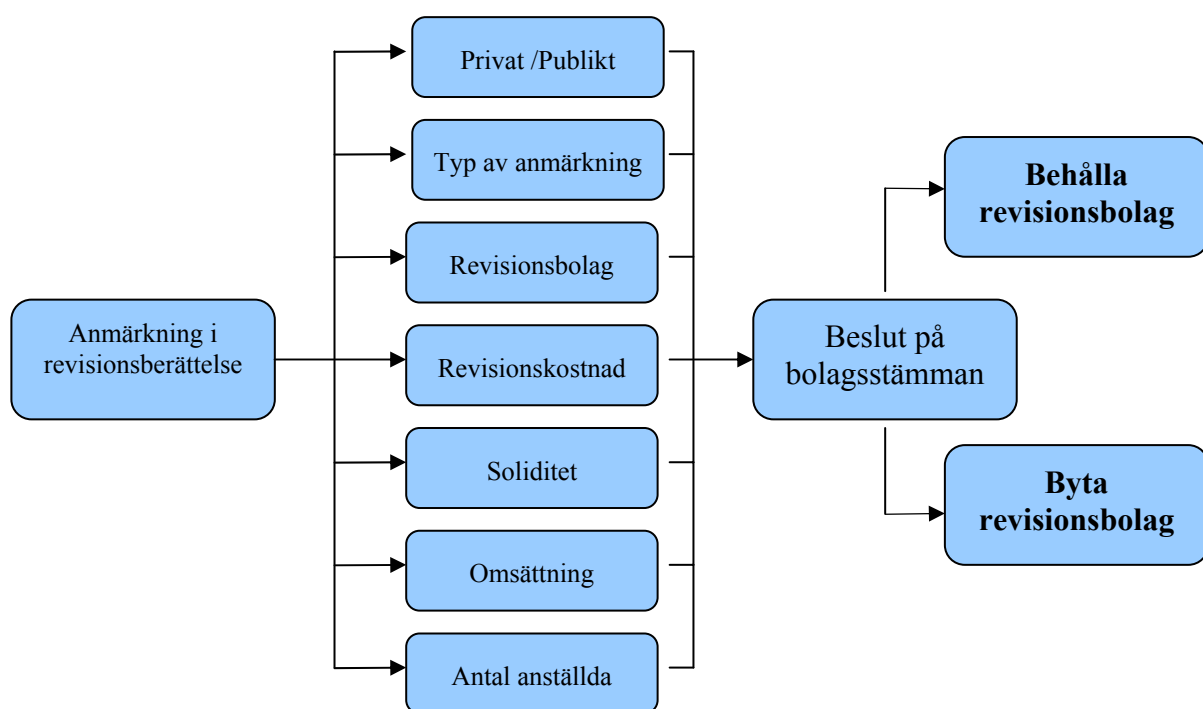 Anmärkning i
revisionsberättelse
Privat /Publikt
Typ av anmärkning
Revisionsbolag
Revisionskostnad
Soliditet
Omsättning
Antal anställda
Beslut på
bolagsstämman
Behålla
revisionsbolag
Byta
revisionsbolag